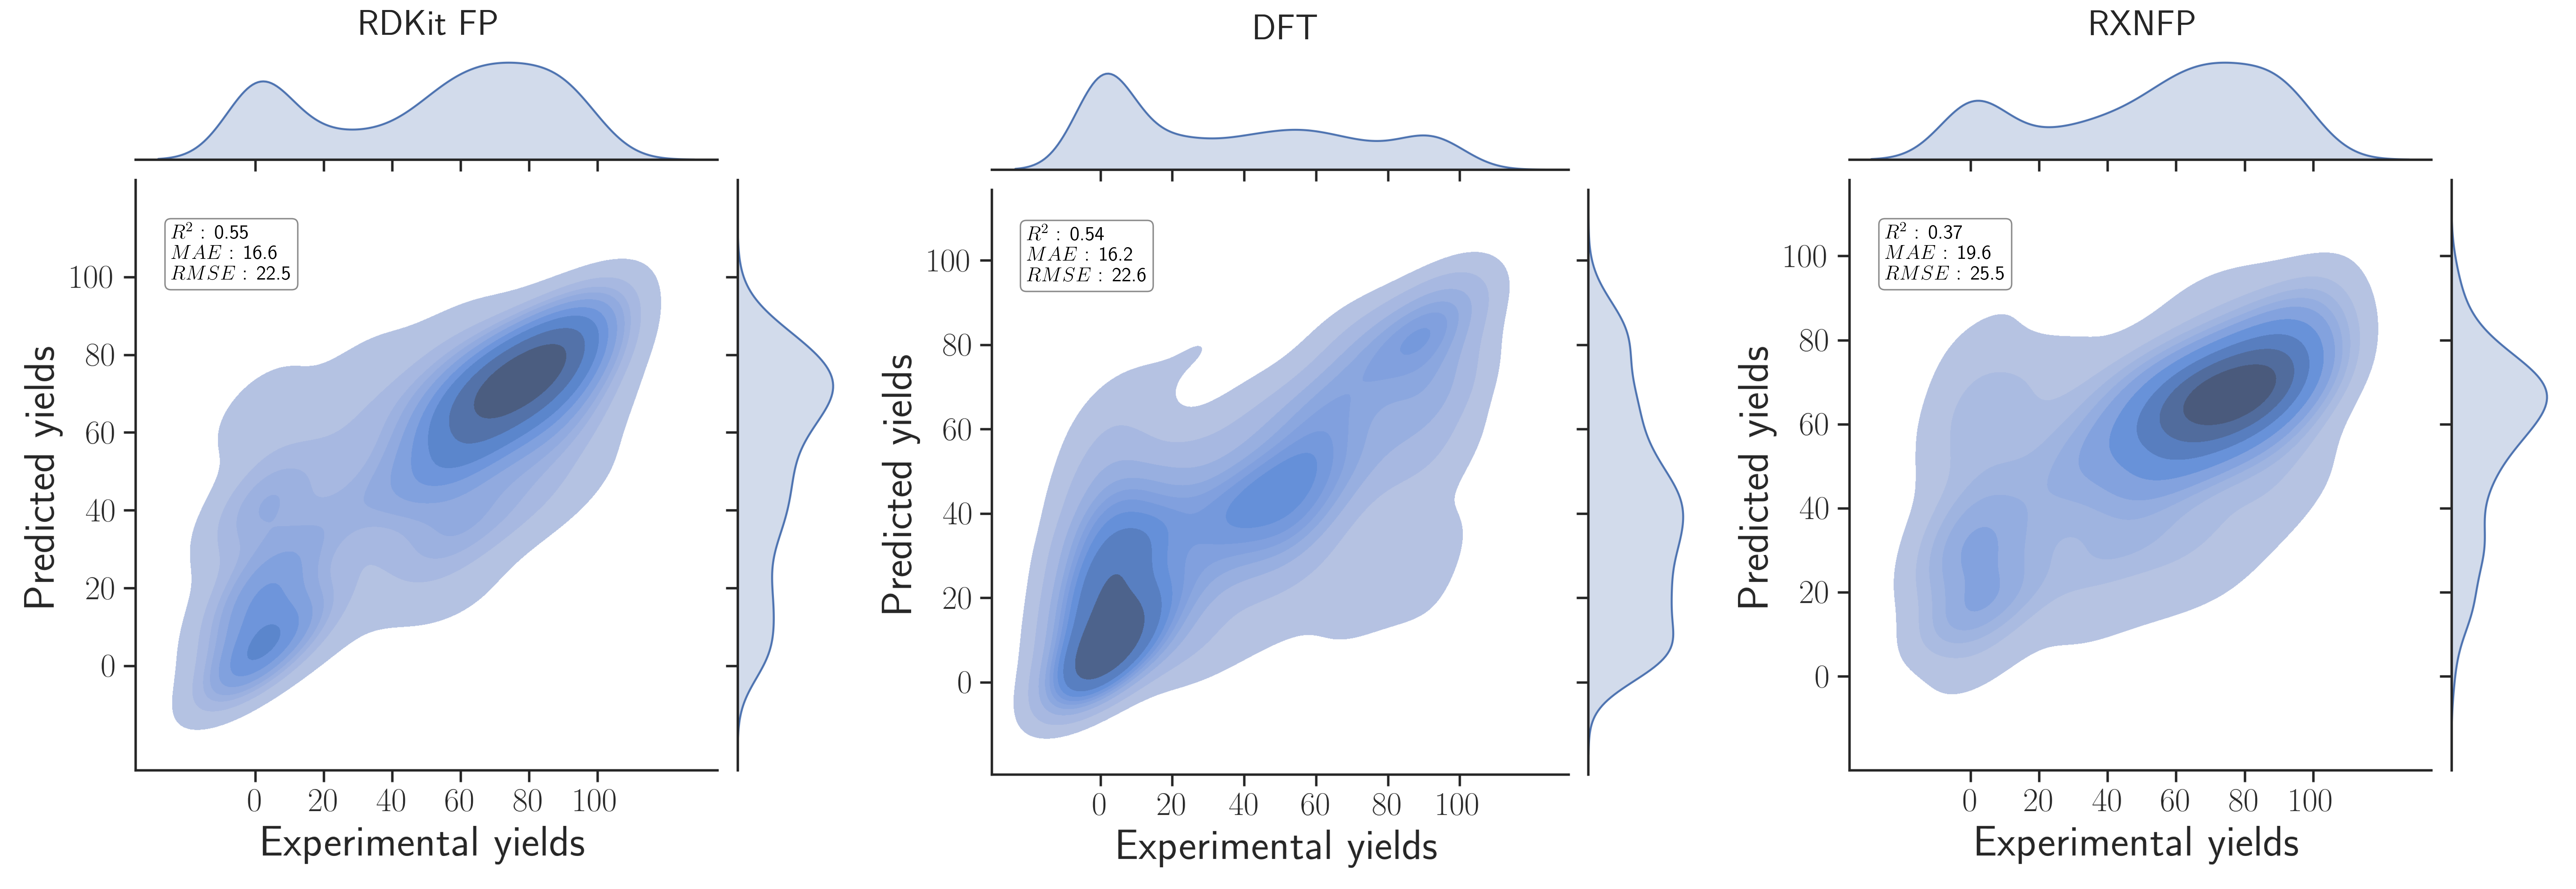 RDKit FP
R² : 0.55
MAE : 16.6
RMSE : 22.5
Predicted yields
100
80
60
40
20
0
0 20 40 60 80 100
Experimental yields
DFT
R² : 0.54
MAE : 16.2
RMSE : 22.6
Predicted yields
100
80
60
40
20
0
0 20 40 60 80 100
Experimental yields
RXNFP
R² : 0.37
MAE : 19.6
RMSE : 25.5
Predicted yields
100
80
60
40
20
0
0 20 40 60 80 100
Experimental yields